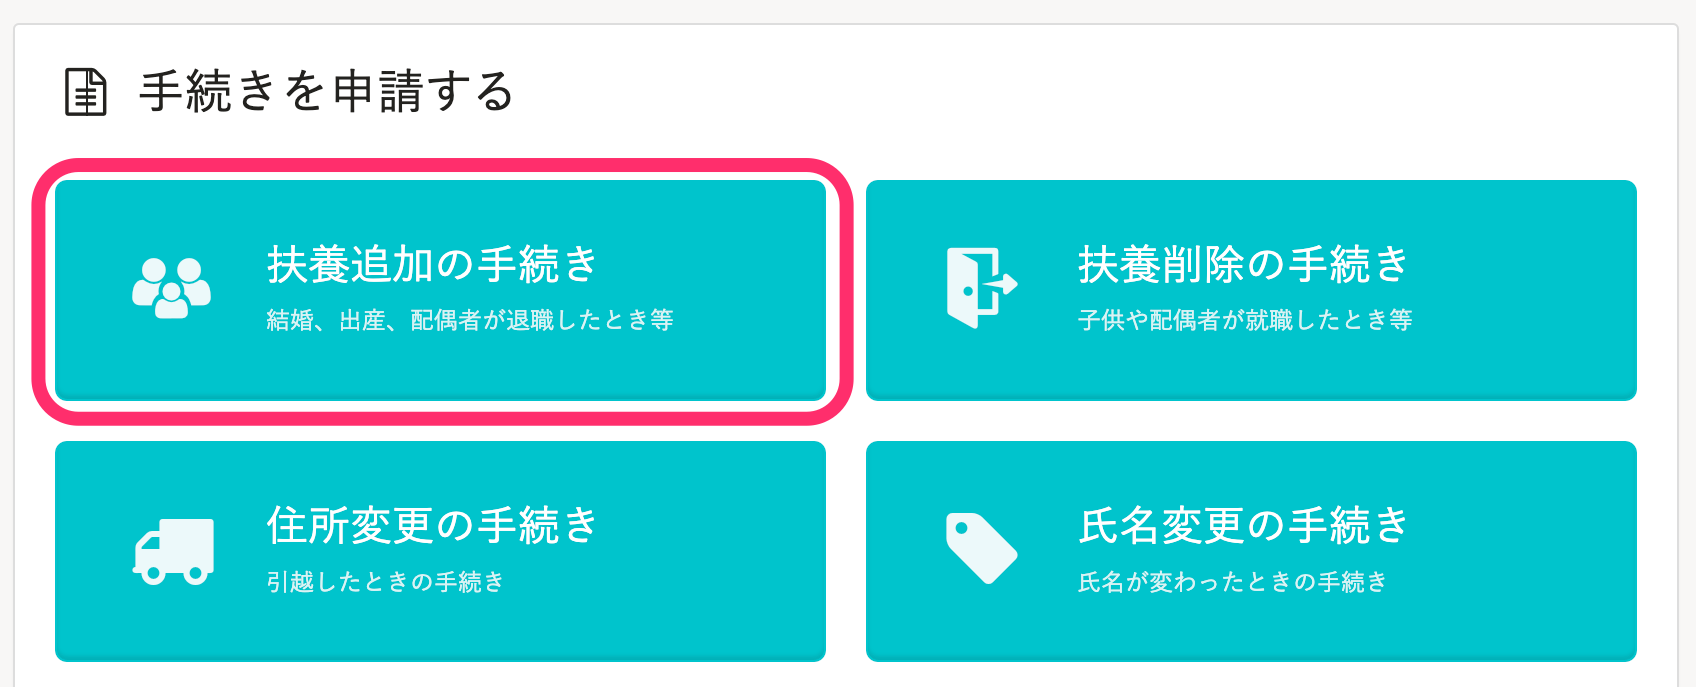 手続きを申請する
扶養追加の手続き
結婚、出産、配偶者が退職したとき等
扶養削除の手続き
子供や配偶者が就職したとき等
住所変更の手続き
引越したときの手続き
氏名変更の手続き
氏名が変わったときの手続き